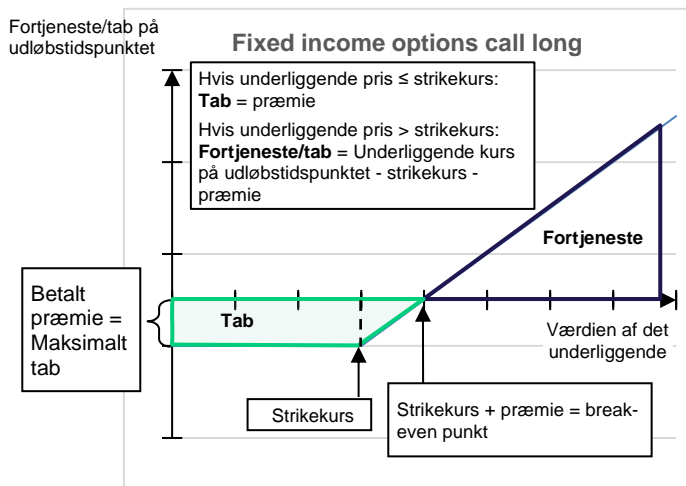 Fortjeneste/tab på
udløbstidspunktet
Fixed income options call long
Hvis underliggende pris ≤ strikekurs:
Tab = præmie
Hvis underliggende pris > strikekurs:
Fortjeneste/tab = Underliggende kurs
på udløbstidspunktet - strikekurs -
præmie
Fortjeneste
Betalt
præmie =
Maksimalt
tab
Tab
Værdien af det
underliggende
Strikekurs
Strikekurs + præmie = break-
even punkt